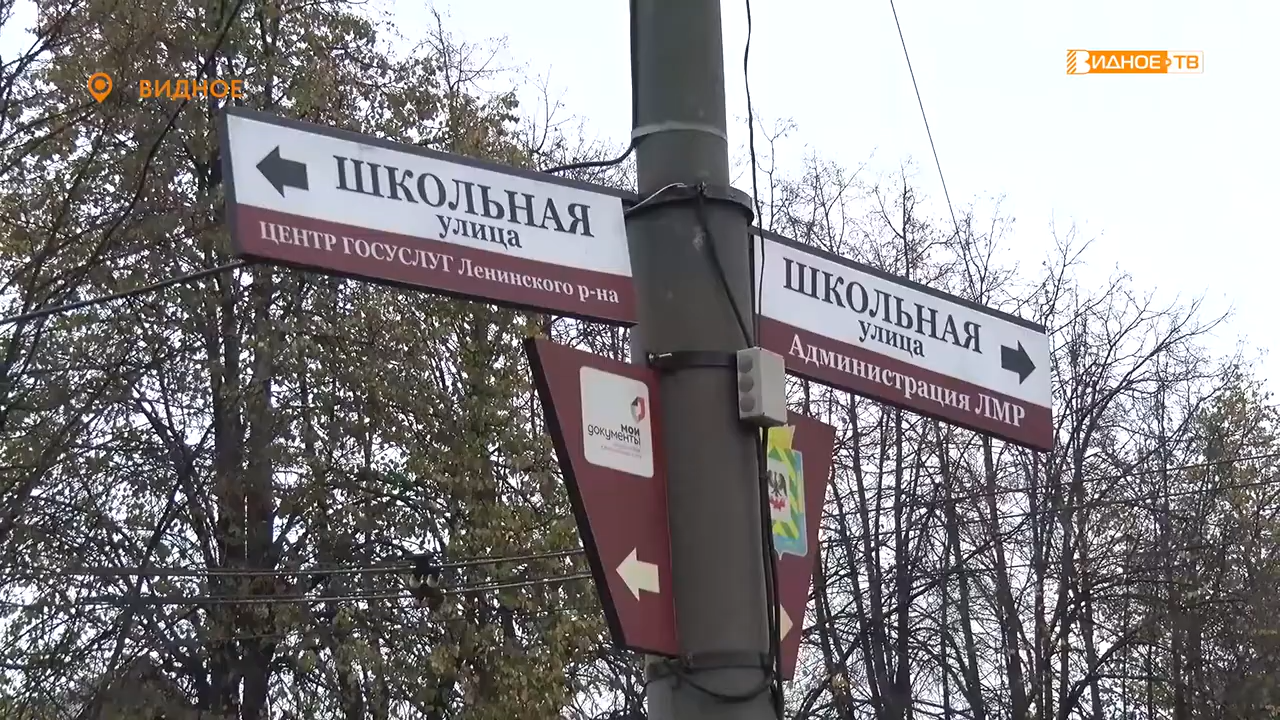 ВИДНОЕ
ВИДНОЕ ТВ
ШКОЛЬНАЯ
улица
ЦЕНТР ГОСУСЛУГ Ленинского р-на
ШКОЛЬНАЯ
улица
Администрация ЛМР
мои
документы